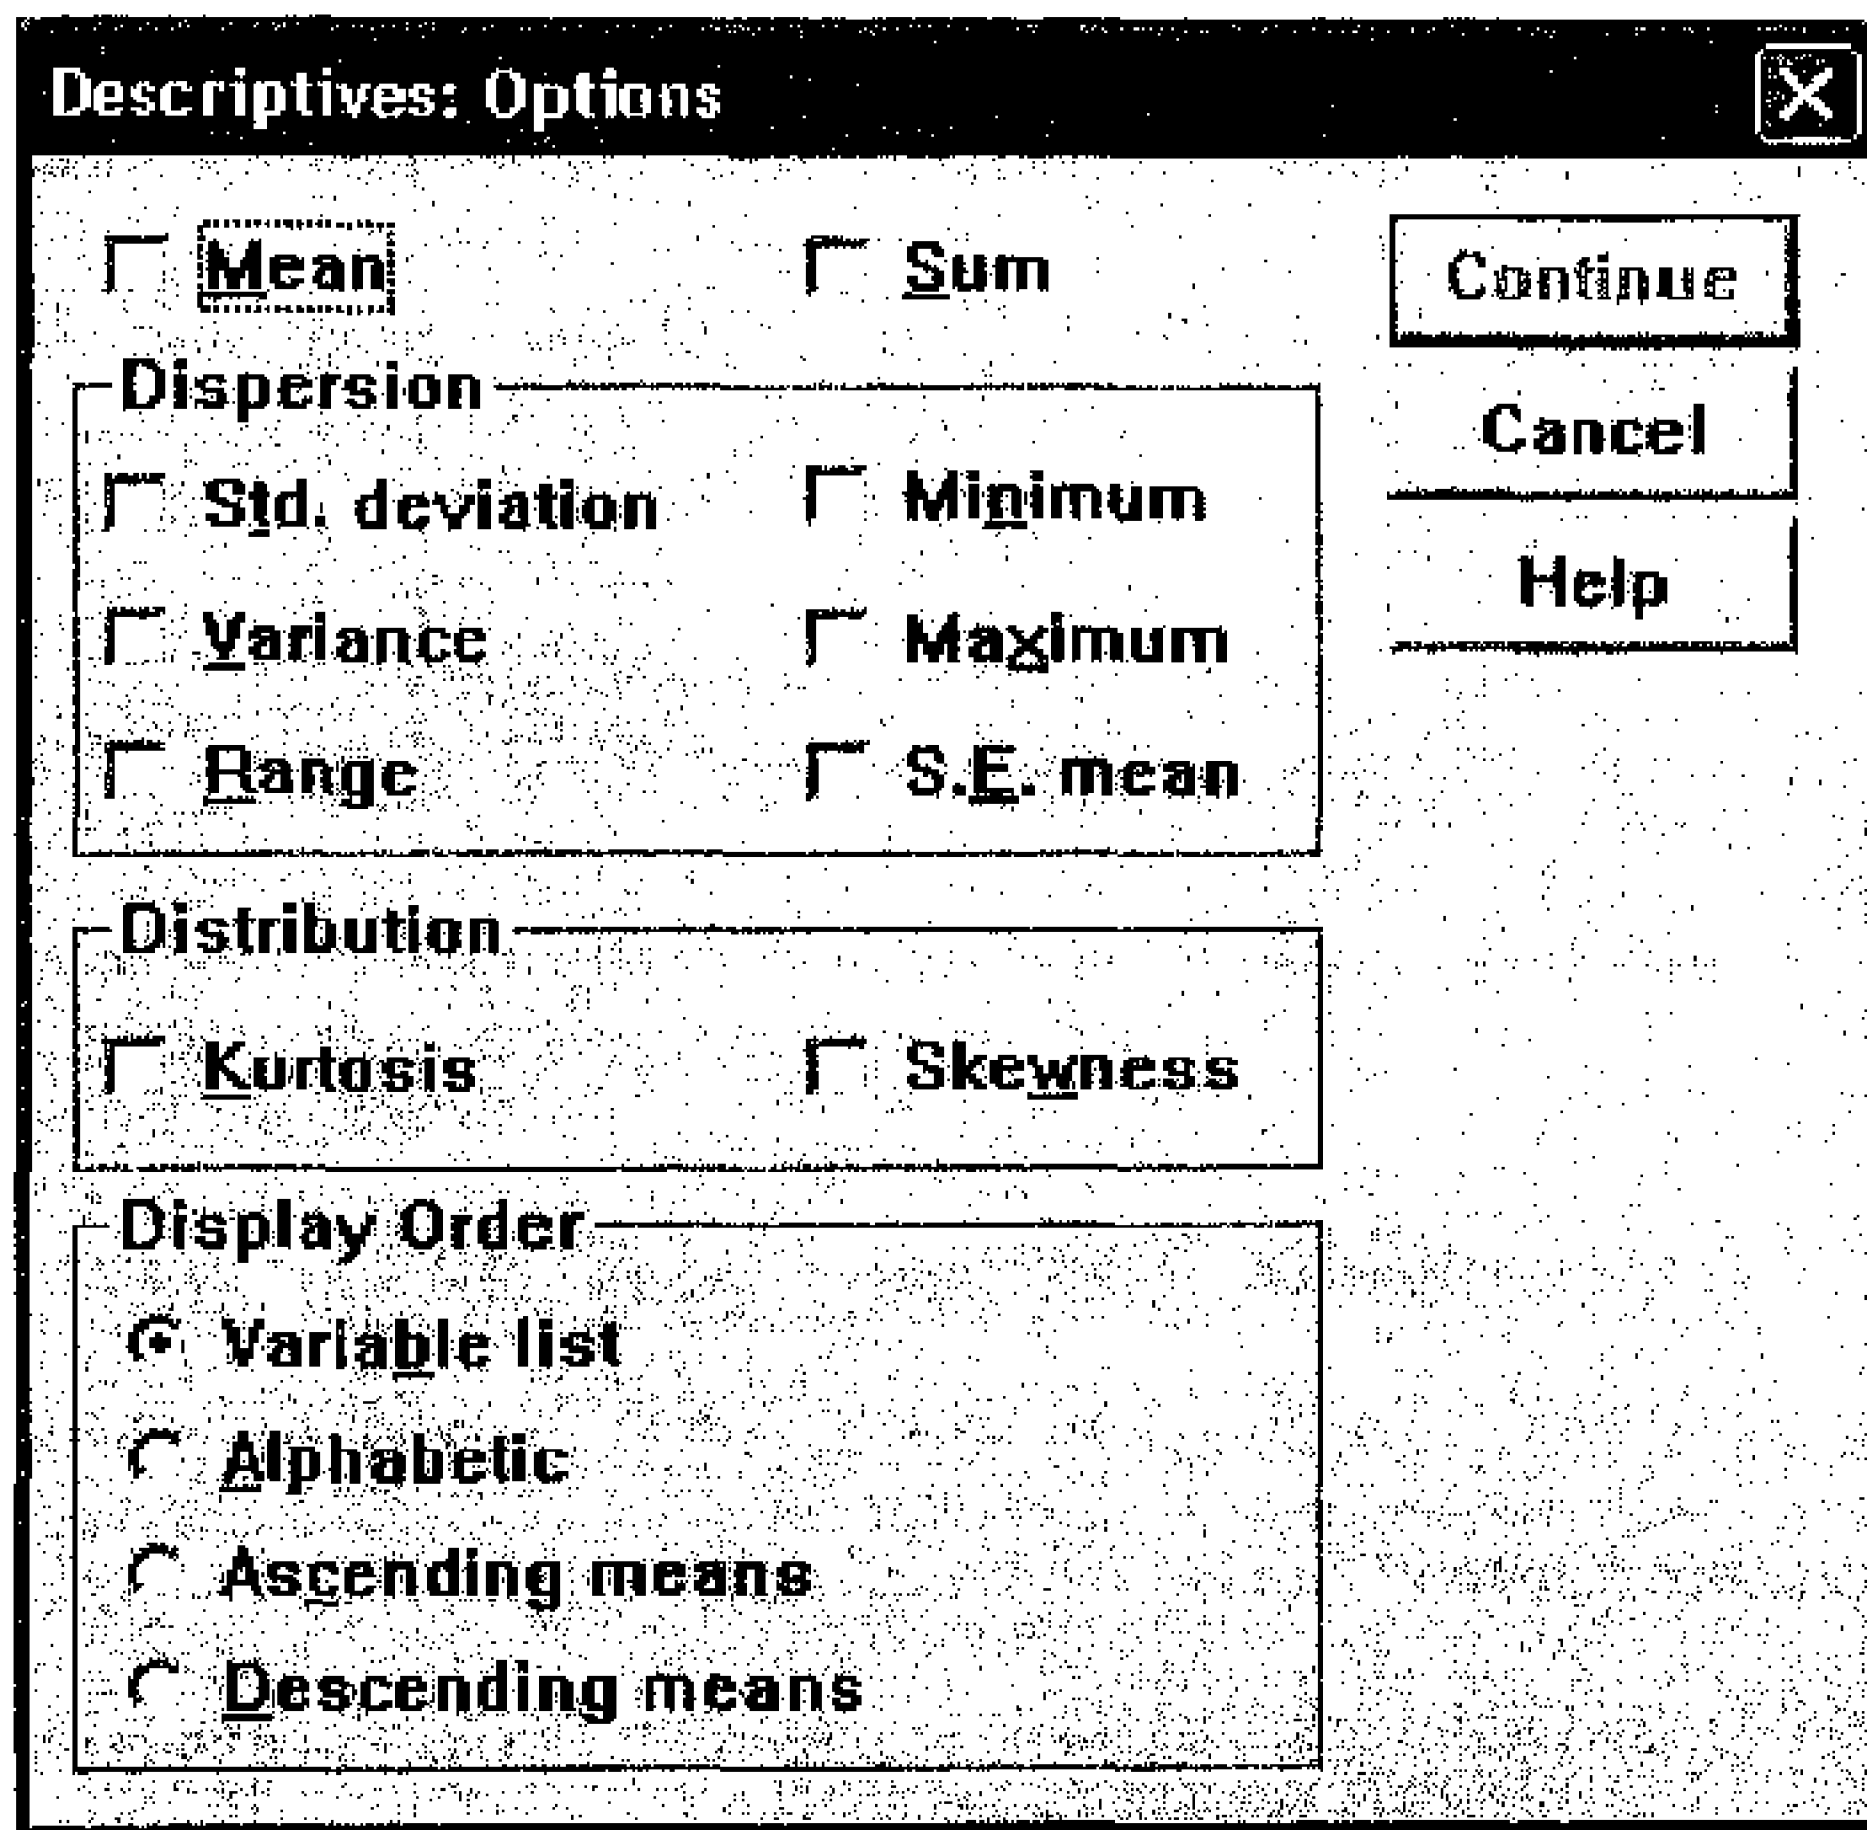 Descriptives: Options
Mean
Sum
Continue
Dispersion
Cancel
Std. deviation
Minimum
Help
Variance
Maximum
Range
S.E. mean
Distribution
Kurtosis
Skewness
Display Order
Variable list
Alphabetic
Ascending means
Descending means